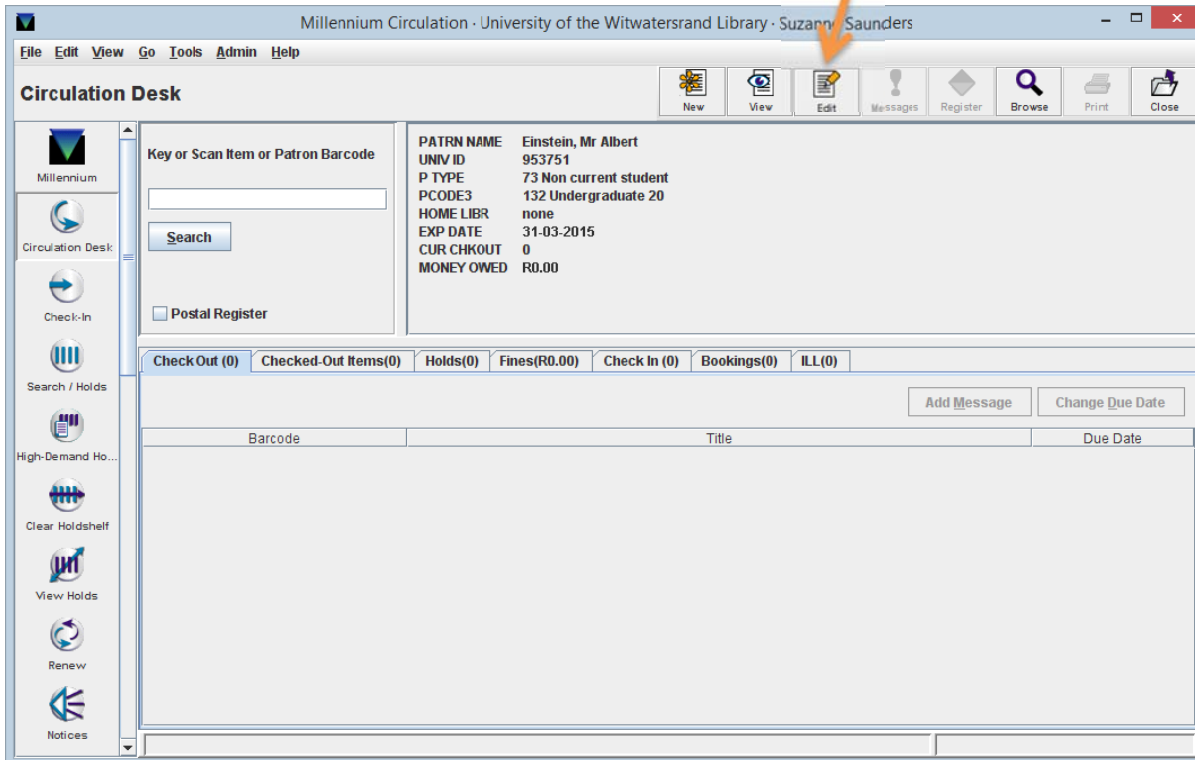 Millennium Circulation · University of the Witwatersrand Library · Suzanne Saunders
File Edit View Go Tools Admin Help
Circulation Desk
New View Edit Messages Register Browse Print Close
Millennium
Circulation Desk
Check-In
Search / Holds
High-Demand Ho...
Clear Holdshelf
View Holds
Renew
Notices
Key or Scan Item or Patron Barcode
Search
Postal Register
PATRN NAME Einstein, Mr Albert
UNIV ID 953751
P TYPE 73 Non current student
PCODE3 132 Undergraduate 20
HOME LIBR none
EXP DATE 31-03-2015
CUR CHKOUT 0
MONEY OWED R0.00
Check Out (0) Checked-Out Items(0) Holds(0) Fines(R0.00) Check In (0) Bookings(0) ILL(0)
Add Message Change Due Date
Barcode Title Due Date